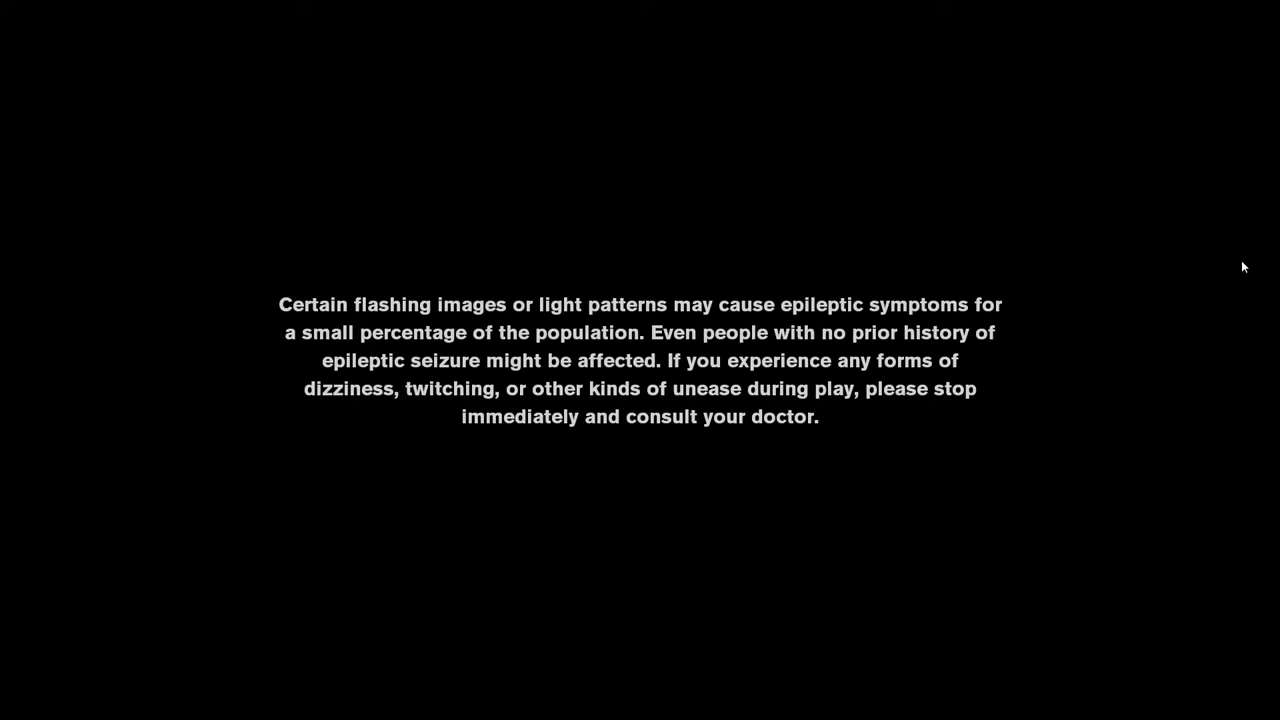 Certain flashing images or light patterns may cause epileptic symptoms for
a small percentage of the population. Even people with no prior history of
epileptic seizure might be affected. If you experience any forms of
dizziness, twitching, or other kinds of unease during play, please stop
immediately and consult your doctor.